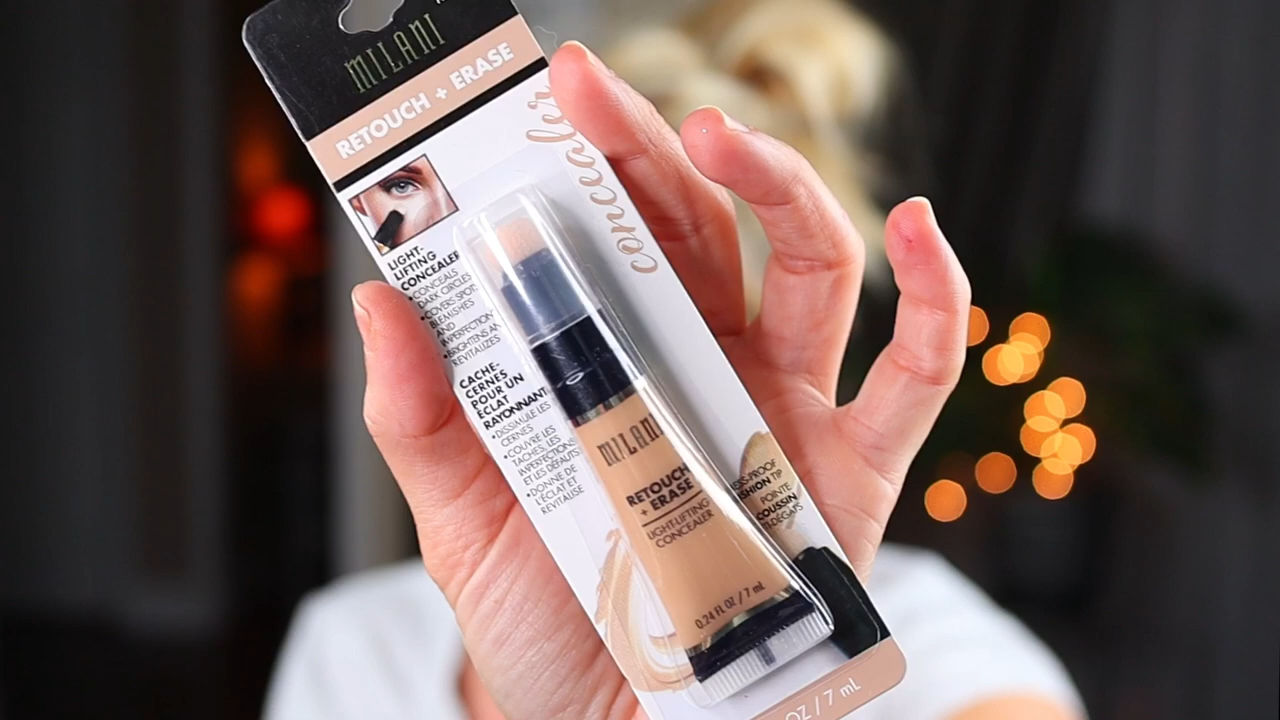 MILANI
RETOUCH + ERASE
concealer
LIGHT-
LIFTING
CONCEALER
•CONCEALS
DARK CIRCLES
•COVERS SPOTS
BLEMISHES
AND
IMPERFECTIONS
•BRIGHTENS AND
REVITALIZES
CACHE-
CERNES
POUR UN
ÉCLAT
RAYONNANT
•DISSIMULE LES
CERNES
•COUVRE LES
TACHES, LES
IMPERFECTIONS
ET LES DÉFAUTS
•DONNE DE
L'ÉCLAT ET
REVITALISE
MILANI
RETOUCH
+ ERASE
LIGHT-LIFTING
CONCEALER
0.24 FL OZ / 7 mL
POINTE
COUSSIN
OZ / 7 mL